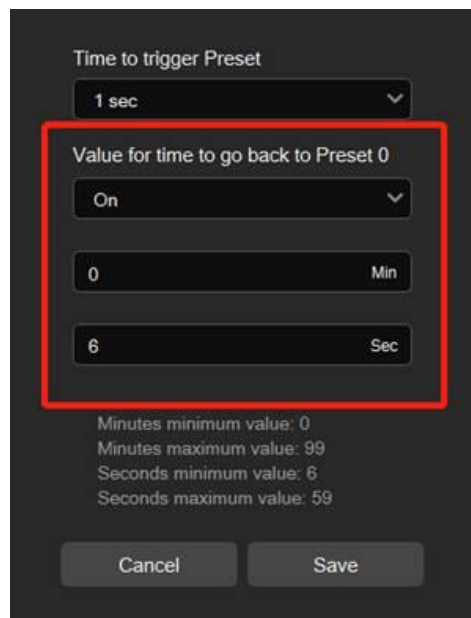 Time to trigger Preset
1 sec
Value for time to go back to Preset 0
On
0 Min
6 Sec
Minutes minimum value: 0
Minutes maximum value: 99
Seconds minimum value: 6
Seconds maximum value: 59
Cancel Save